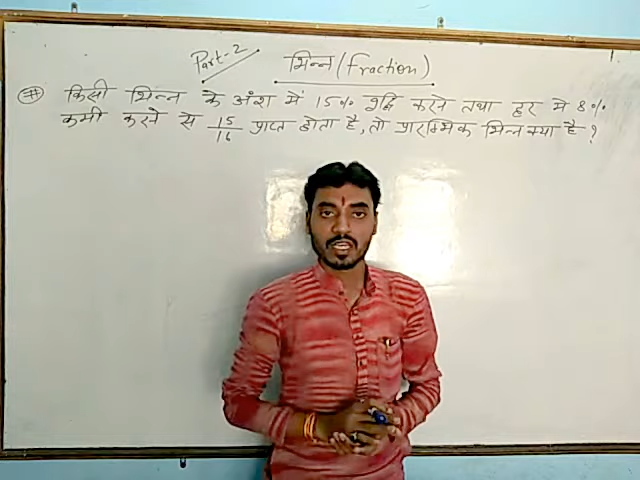 Part-2
भिन्न (fraction)
# किसी भिन्न के अंश में 15% वृद्धि करने तथा हर में 8%
कमी करने से 15/16 प्राप्त होता है, तो प्रारम्भिक भिन्न क्या है?